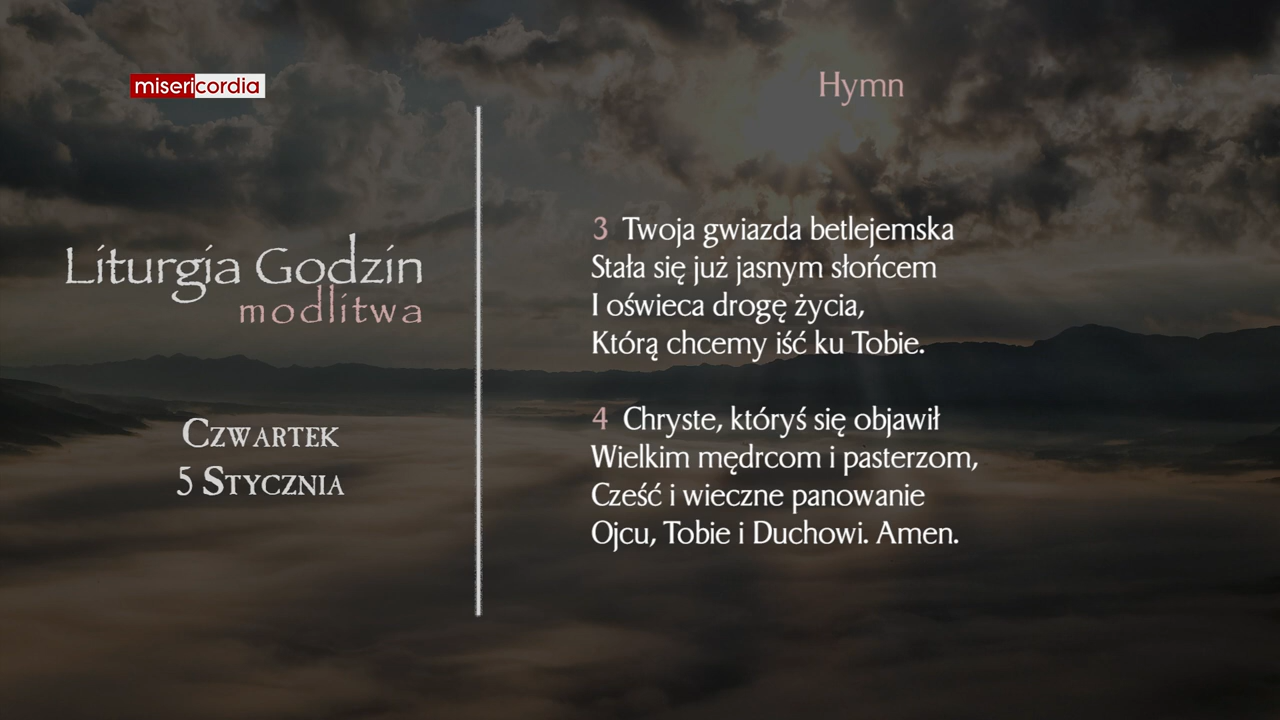 misericordia
Liturgia Godzin
modlitwa
Czwartek
5 Stycznia
Hymn
3 Twoja gwiazda betlejemska
Stała się już jasnym słońcem
I oświeca drogę życia,
Którą chcemy iść ku Tobie.
4 Chryste, któryś się objawił
Wielkim mędrcom i pasterzom,
Cześć i wieczne panowanie
Ojcu, Tobie i Duchowi. Amen.